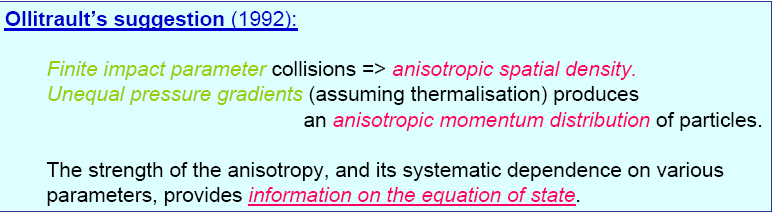 Ollitrault's suggestion (1992):
Finite impact parameter collisions => anisotropic spatial density.
Unequal pressure gradients (assuming thermalisation) produces
an anisotropic momentum distribution of particles.
The strength of the anisotropy, and its systematic dependence on various
parameters, provides information on the equation of state.